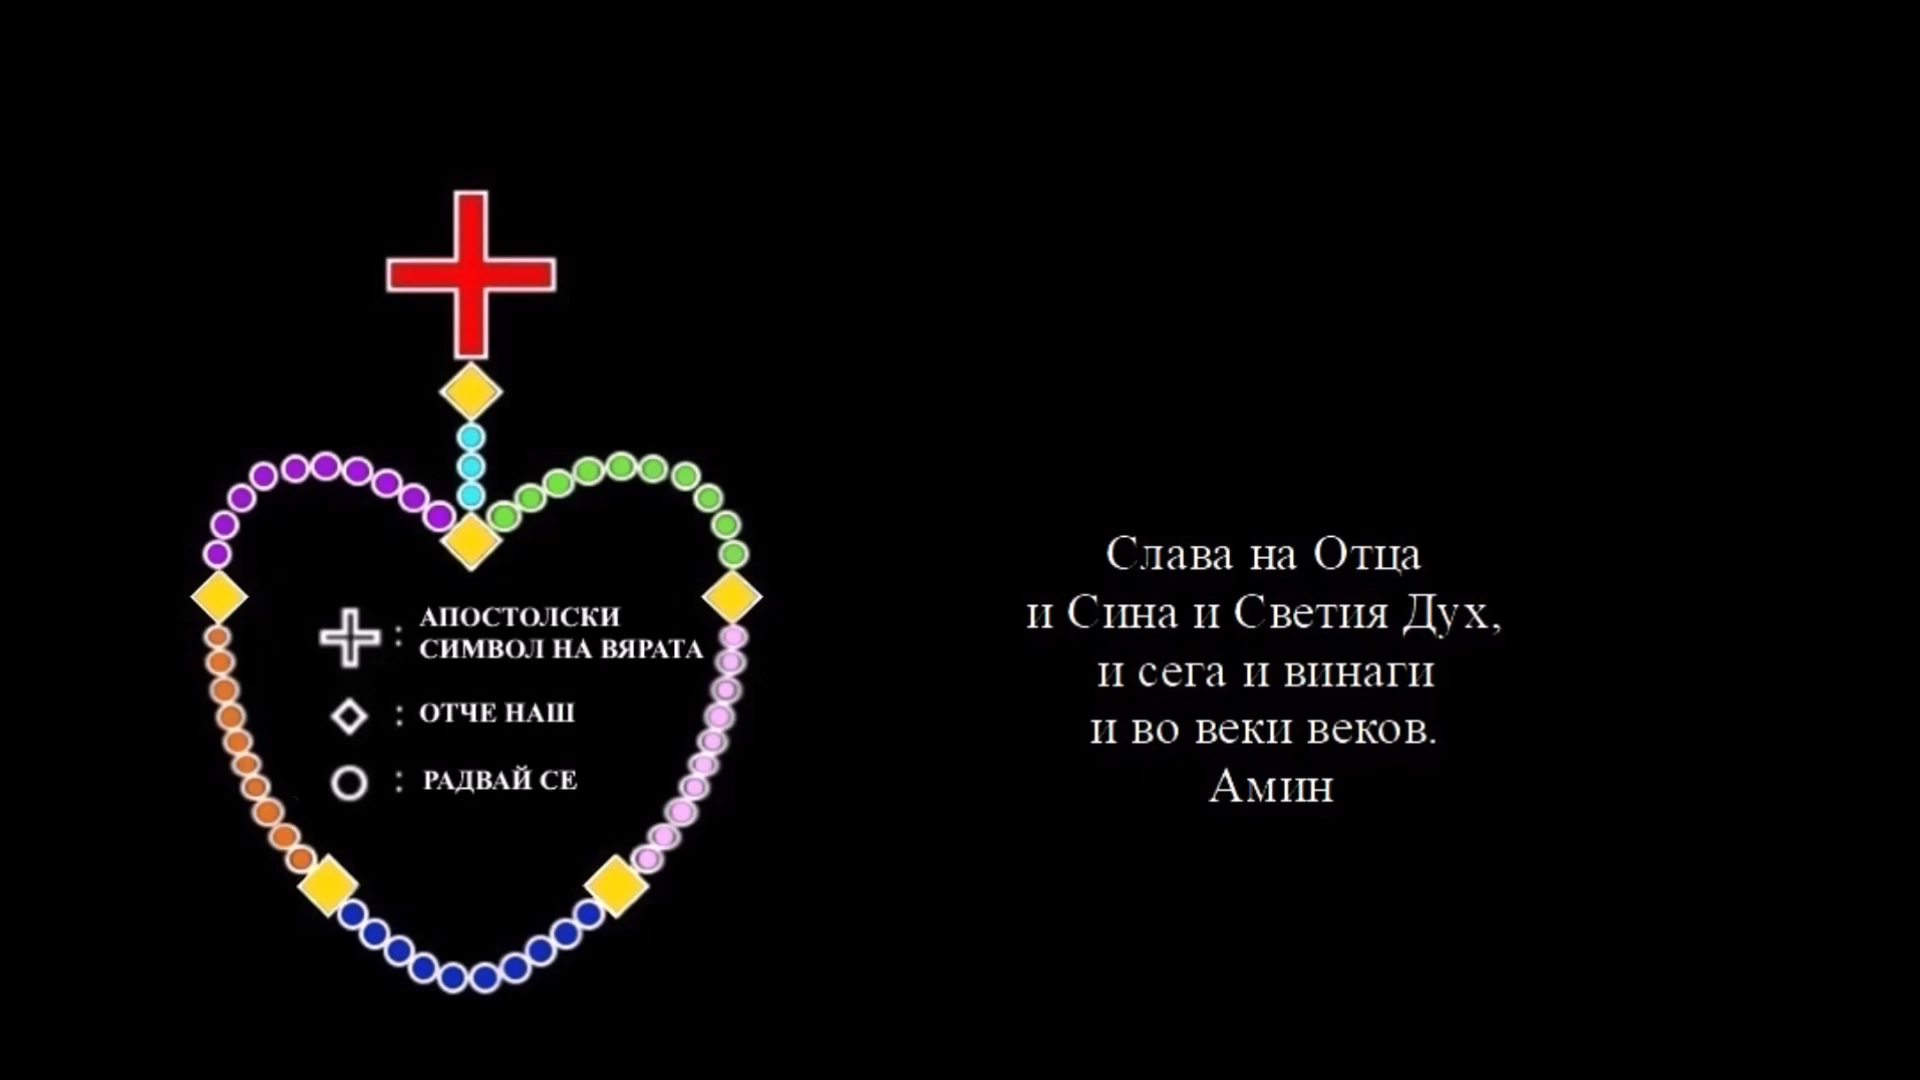 АПОСТОЛСКИ
СИМВОЛ НА ВЯРАТА
: ОТЧЕ НАШ
: РАДВАЙ СЕ
Слава на Отца
и Сина и Светия Дух,
и сега и винаги
и во веки веков.
Амин